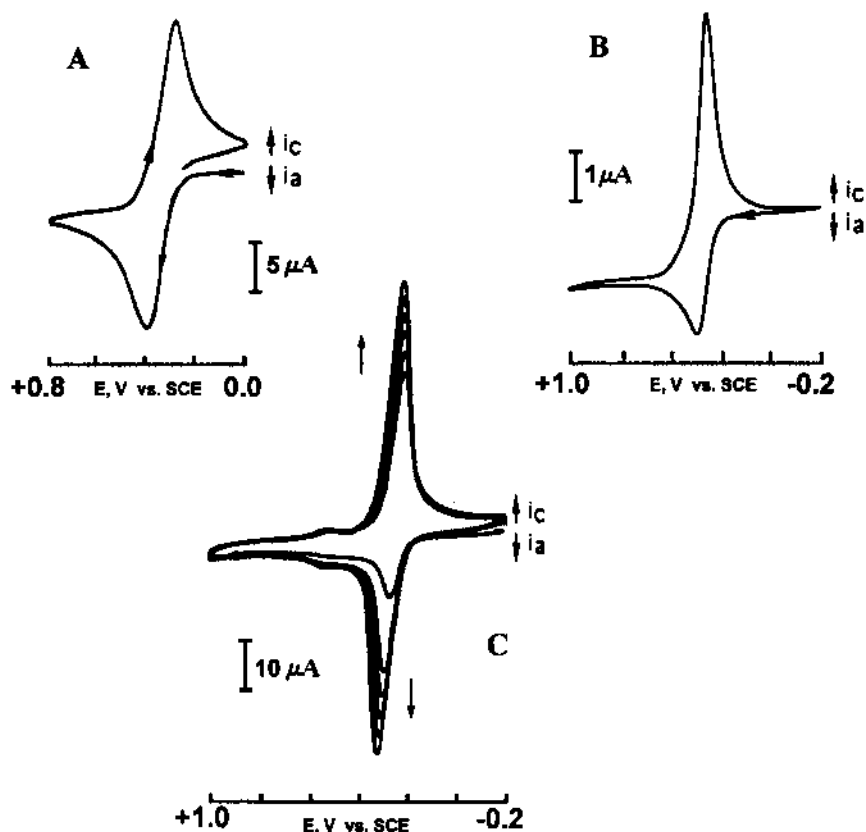 A
ic
ia
5 μA
+0.8 E, V vs. SCE 0.0
B
1 μA
ic
ia
+1.0 E, V vs. SCE -0.2
ic
ia
C
10 μA
+1.0 E, V vs. SCE -0.2